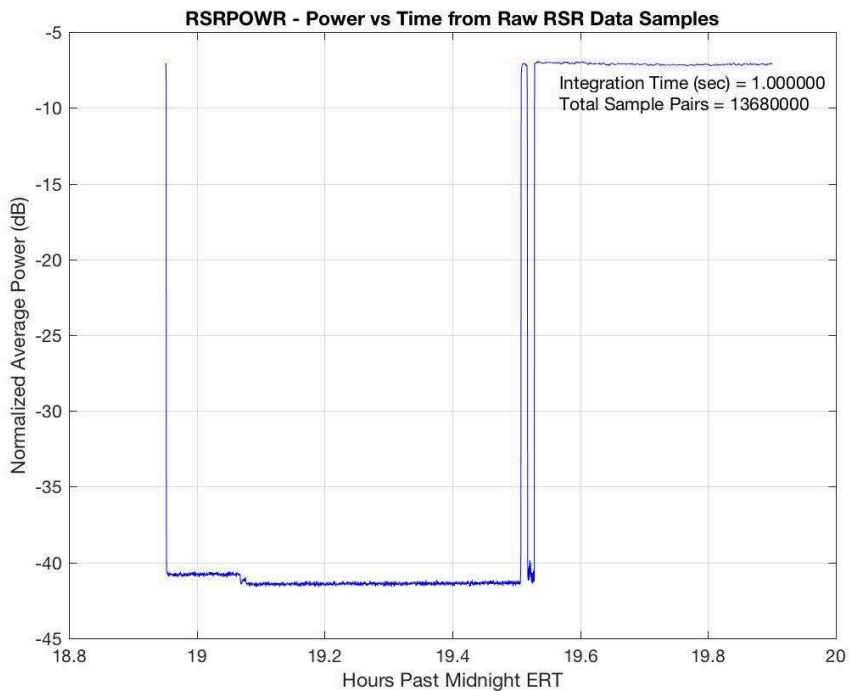 RSRPOWR - Power vs Time from Raw RSR Data Samples
-5
Integration Time (sec) = 1.000000
Total Sample Pairs = 13680000
-10
-15
-20
-25
-30
-35
-40
-45
Normalized Average Power (dB)
18.8 19 19.2 19.4 19.6 19.8 20
Hours Past Midnight ERT